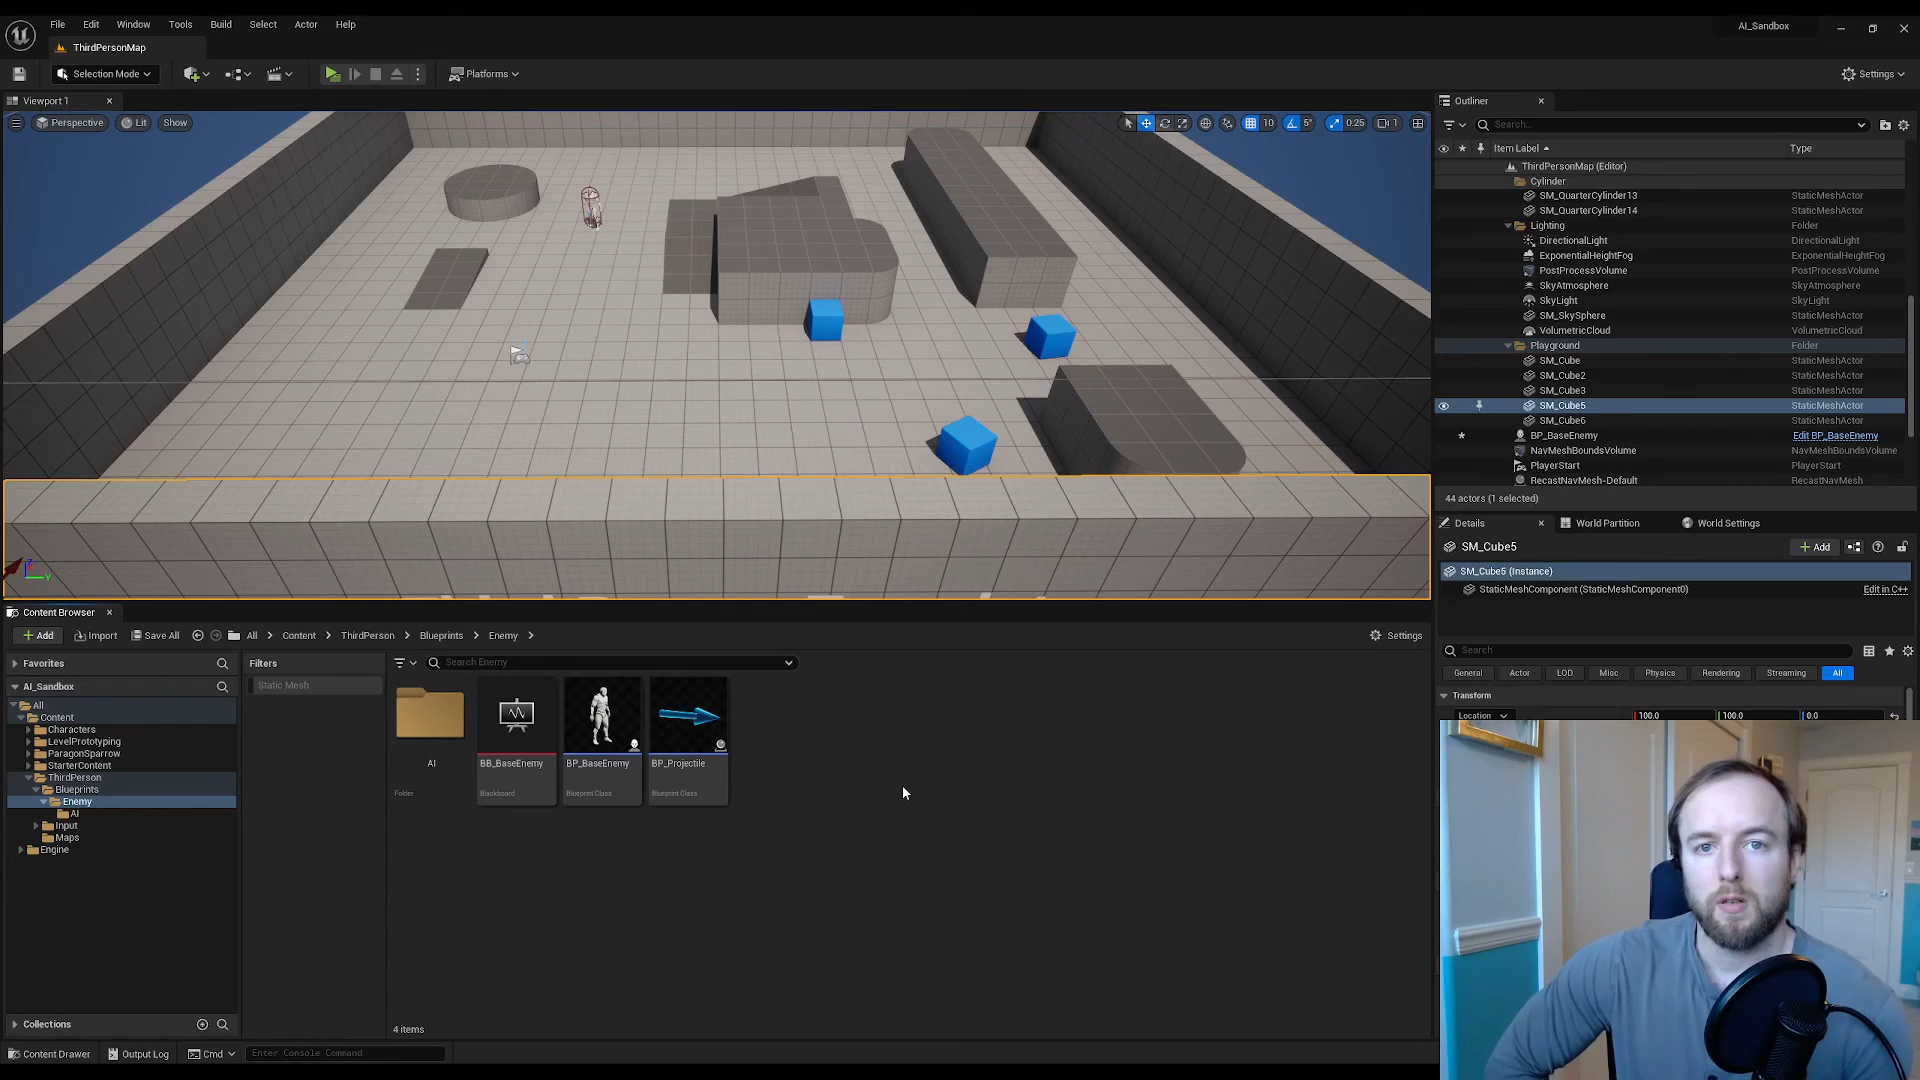 File Edit Window Tools Build Select Actor Help
AI_Sandbox
ThirdPersonMap
Selection Mode
Platforms
Settings
Viewport 1
Perspective Lit Show
10 5° 0.25 1
Outliner
Search...
Item Label Type
ThirdPersonMap (Editor)
Cylinder
SM_QuarterCylinder13 StaticMeshActor
SM_QuarterCylinder14 StaticMeshActor
Lighting Folder
DirectionalLight DirectionalLight
ExponentialHeightFog ExponentialHeightFog
PostProcessVolume PostProcessVolume
SkyAtmosphere SkyAtmosphere
SkyLight SkyLight
SM_SkySphere StaticMeshActor
VolumetricCloud VolumetricCloud
Playground Folder
SM_Cube StaticMeshActor
SM_Cube2 StaticMeshActor
SM_Cube3 StaticMeshActor
SM_Cube5 StaticMeshActor
SM_Cube6 StaticMeshActor
BP_BaseEnemy Edit BP_BaseEnemy
NavMeshBoundsVolume NavMeshBoundsVolume
PlayerStart PlayerStart
RecastNavMesh-Default RecastNavMesh
44 actors (1 selected)
Details World Partition World Settings
SM_Cube5
Add
SM_Cube5 (Instance)
StaticMeshComponent (StaticMeshComponent0) Edit in C++
Search
General Actor LOD Misc Physics Rendering Streaming All
Transform
Location 100.0 100.0 0.0
Z
Y
Content Browser
Add Import Save All All Content ThirdPerson Blueprints Enemy
Settings
Favorites
Filters
Search Enemy
AI_Sandbox
Static Mesh
All
Content
Characters
LevelPrototyping
ParagonSparrow
StarterContent
ThirdPerson
Blueprints
Enemy
AI
Input
Maps
Engine
AI
Folder
BB_BaseEnemy
Blackboard
BP_BaseEnemy
Blueprint Class
BP_Projectile
Blueprint Class
Collections
4 items
Content Drawer Output Log Cmd Enter Console Command